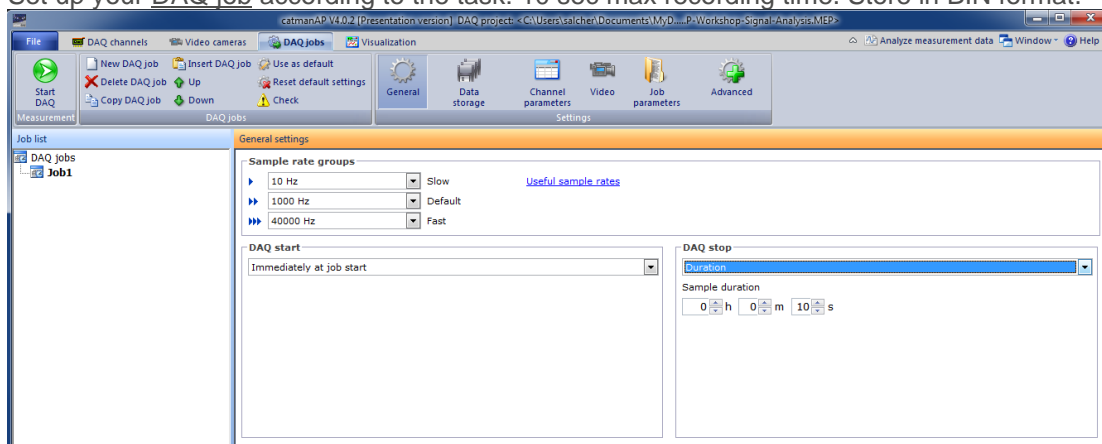 Set up your DAQ job according to the task. 10 sec max recording time. Store in BIN format.
catmanAP V4.0.2 [Presentation version] DAQ project: <C:\Users\salchen\Documents\MyD.....P-Workshop-Signal-Analysis.MEP>
File DAQ channels Video cameras DAQ jobs Visualization Analyze measurement data Window Help
New DAQ job Insert DAQ job Use as default
Delete DAQ job Up Reset default settings
Copy DAQ job Down Check
Start DAQ
General
Data storage
Channel parameters
Video
Job parameters
Advanced
Measurement DAQ jobs Settings
Job list General settings
DAQ jobs
Job1
Sample rate groups
10 Hz Slow Useful sample rates
1000 Hz Default
40000 Hz Fast
DAQ start
Immediately at job start
DAQ stop
Duration
Sample duration
0 h 0 m 10 s